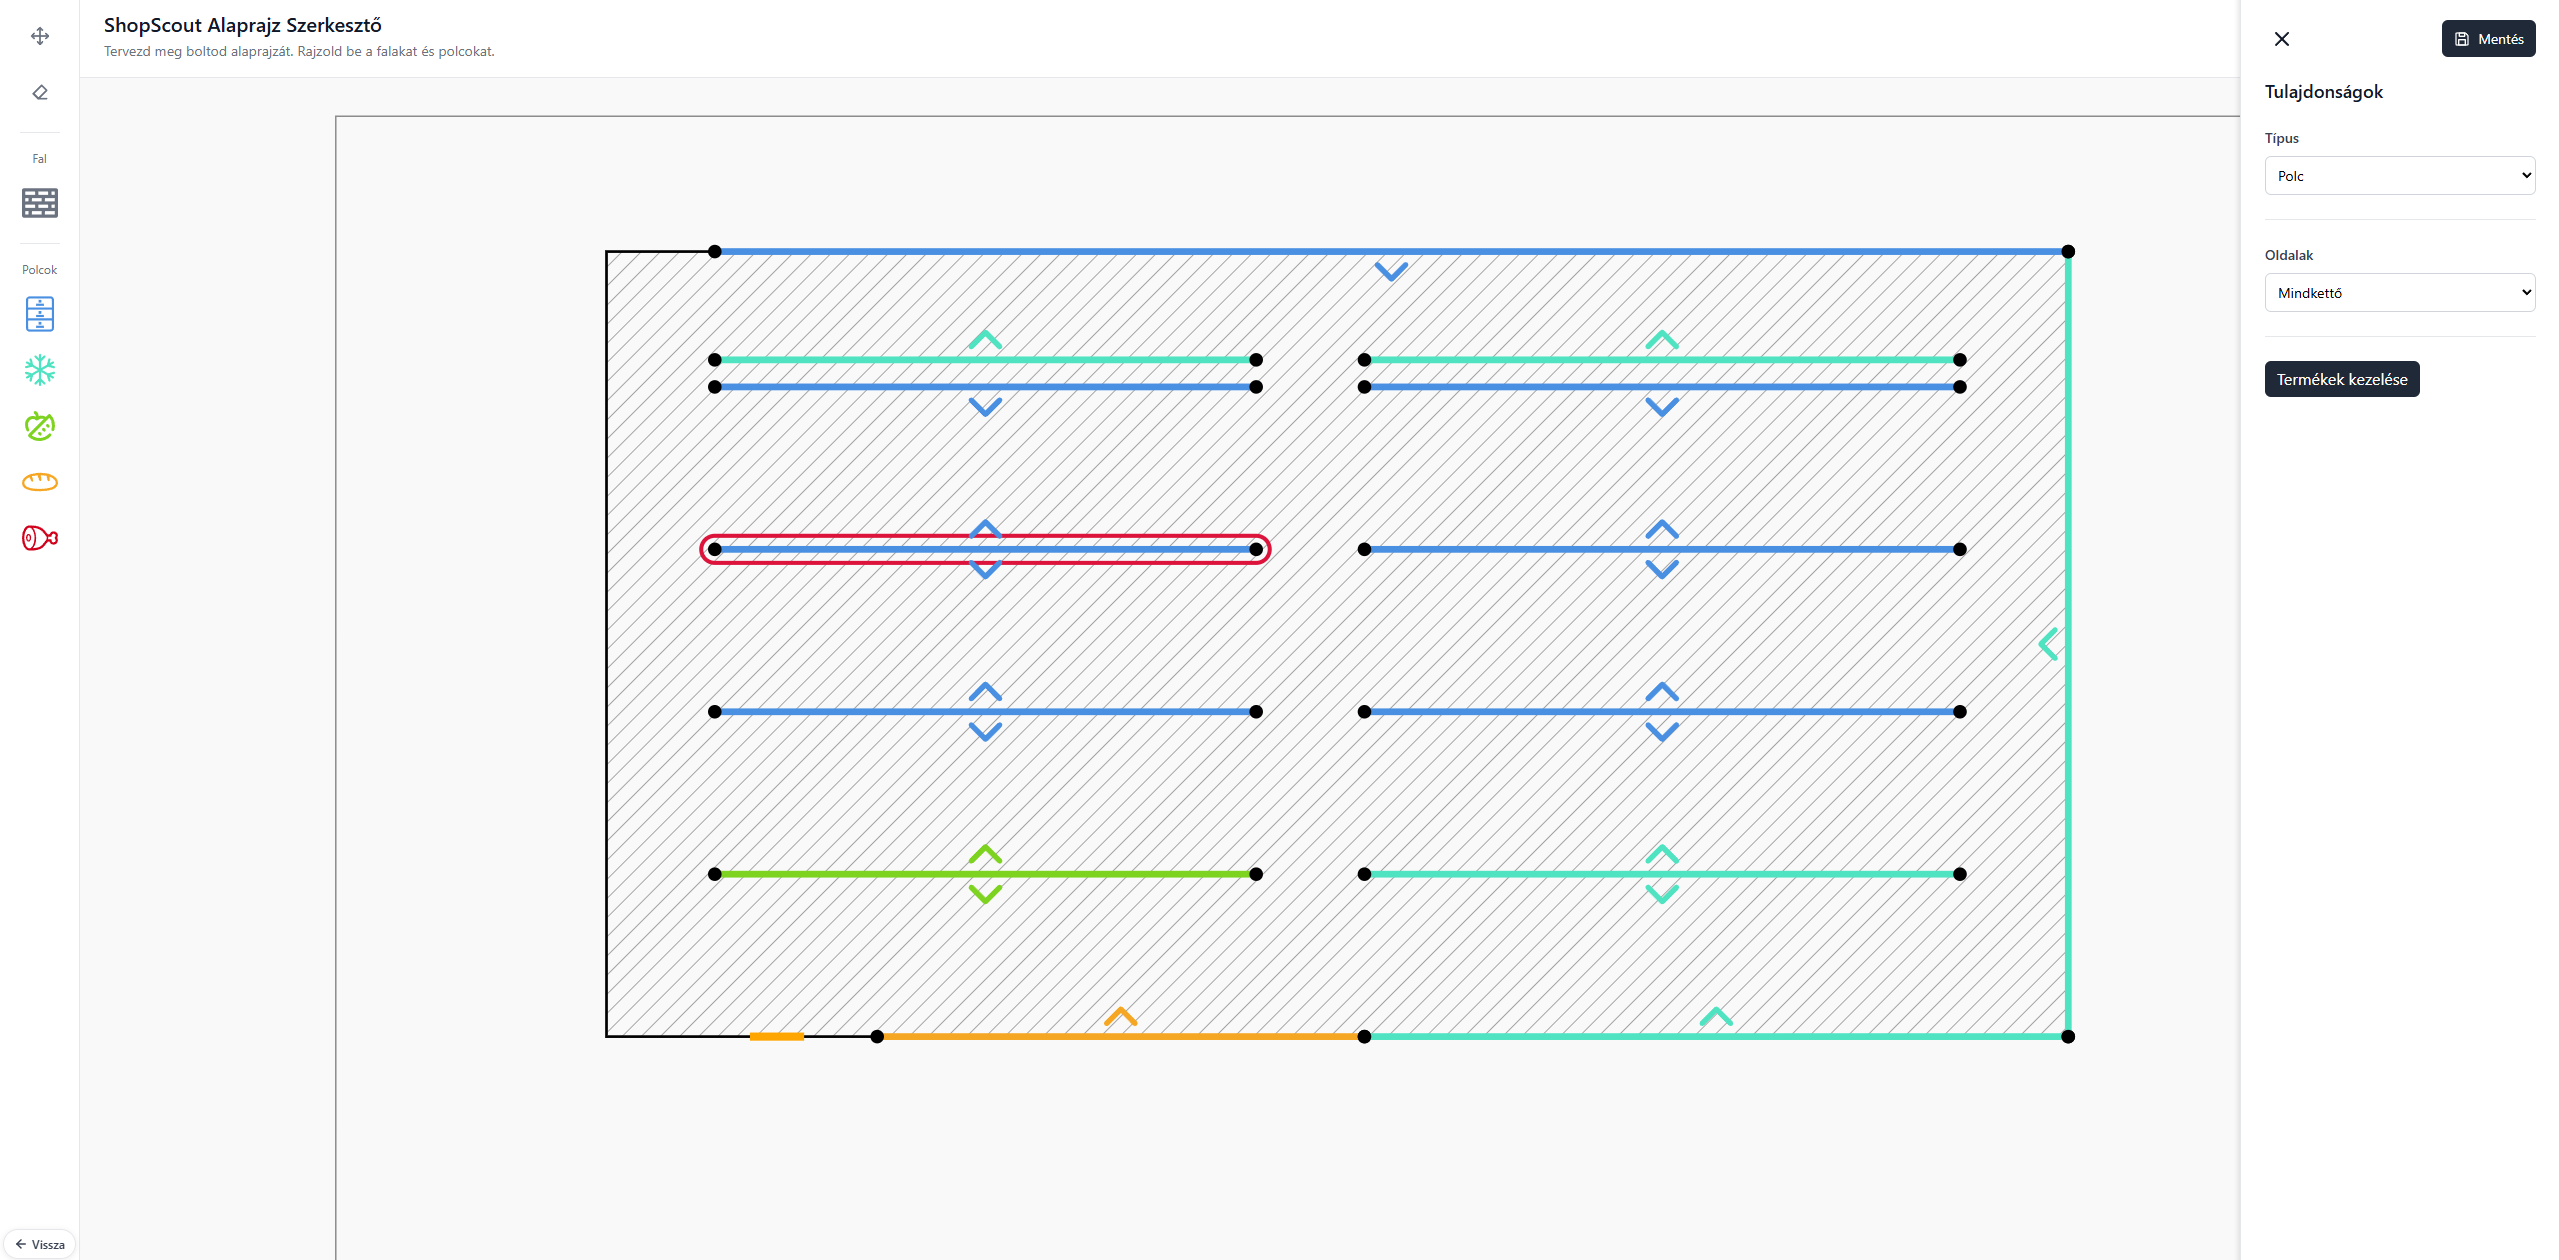 ShopScout Alaprajz Szerkesztő
Tervezd meg boltod alaprajzát. Rajzold be a falakat és polcokat.
Fal
Polcok
Vissza
Mentés
Tulajdonságok
Típus
Polc
Oldalak
Mindkettő
Termékek kezelése